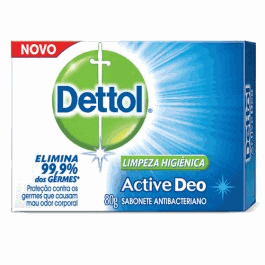 NOVO
Dettol
ELIMINA
99,9%
dos GERMES*
Proteção contra os
germes que causam
mau odor corporal
LIMPEZA HIGIÊNICA
Active Deo
80g SABONETE ANTIBACTERIANO